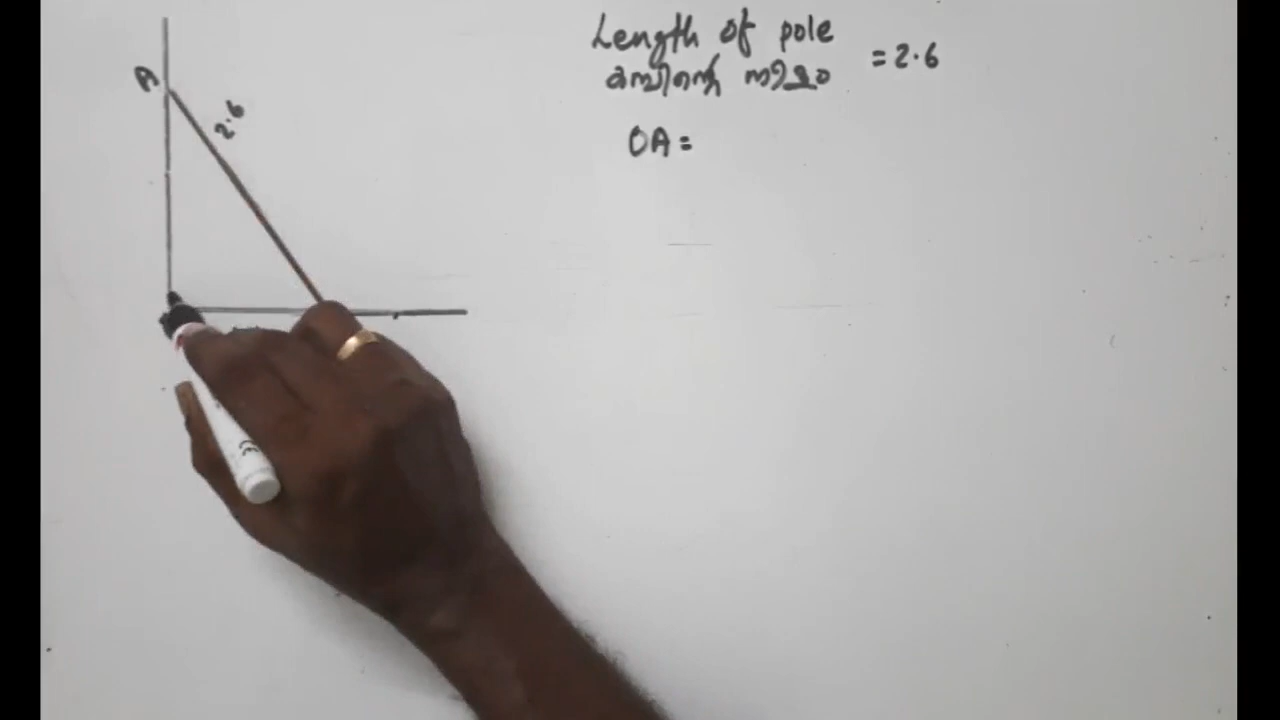 Length of pole
കമ്പിന്റെ നീളം = 2.6
OA =
A
2.6